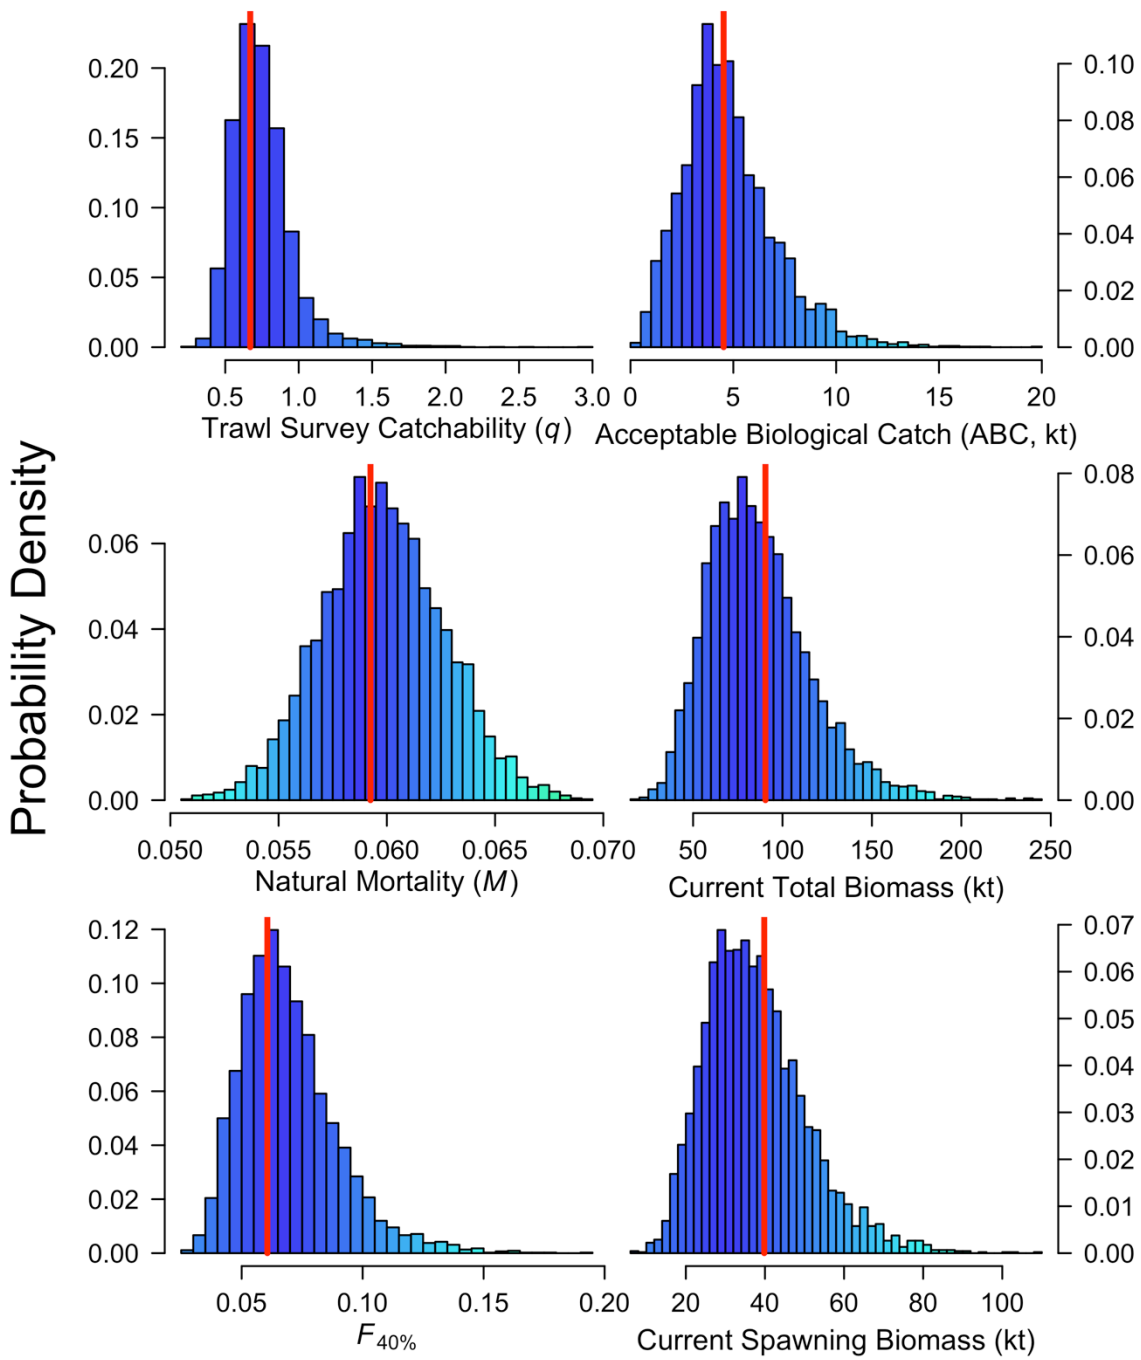 Probability Density
0.20
0.15
0.10
0.05
0.00
0.5 1.0 1.5 2.0 2.5 3.0
Trawl Survey Catchability (q)
0.10
0.08
0.06
0.04
0.02
0.00
0 5 10 15 20
Acceptable Biological Catch (ABC, kt)
0.06
0.04
0.02
0.00
0.050 0.055 0.060 0.065 0.070
Natural Mortality (M)
0.08
0.06
0.04
0.02
0.00
50 100 150 200 250
Current Total Biomass (kt)
0.12
0.10
0.08
0.06
0.04
0.02
0.00
0.05 0.10 0.15 0.20
F40%
0.07
0.06
0.05
0.04
0.03
0.02
0.01
0.00
20 40 60 80 100
Current Spawning Biomass (kt)